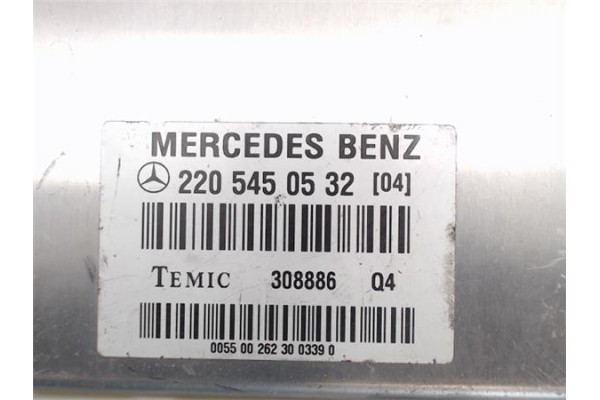 MERCEDES BENZ
220 545 05 32 [04]
TEMIC 308886 Q4
0055 00 262 30 0339 0